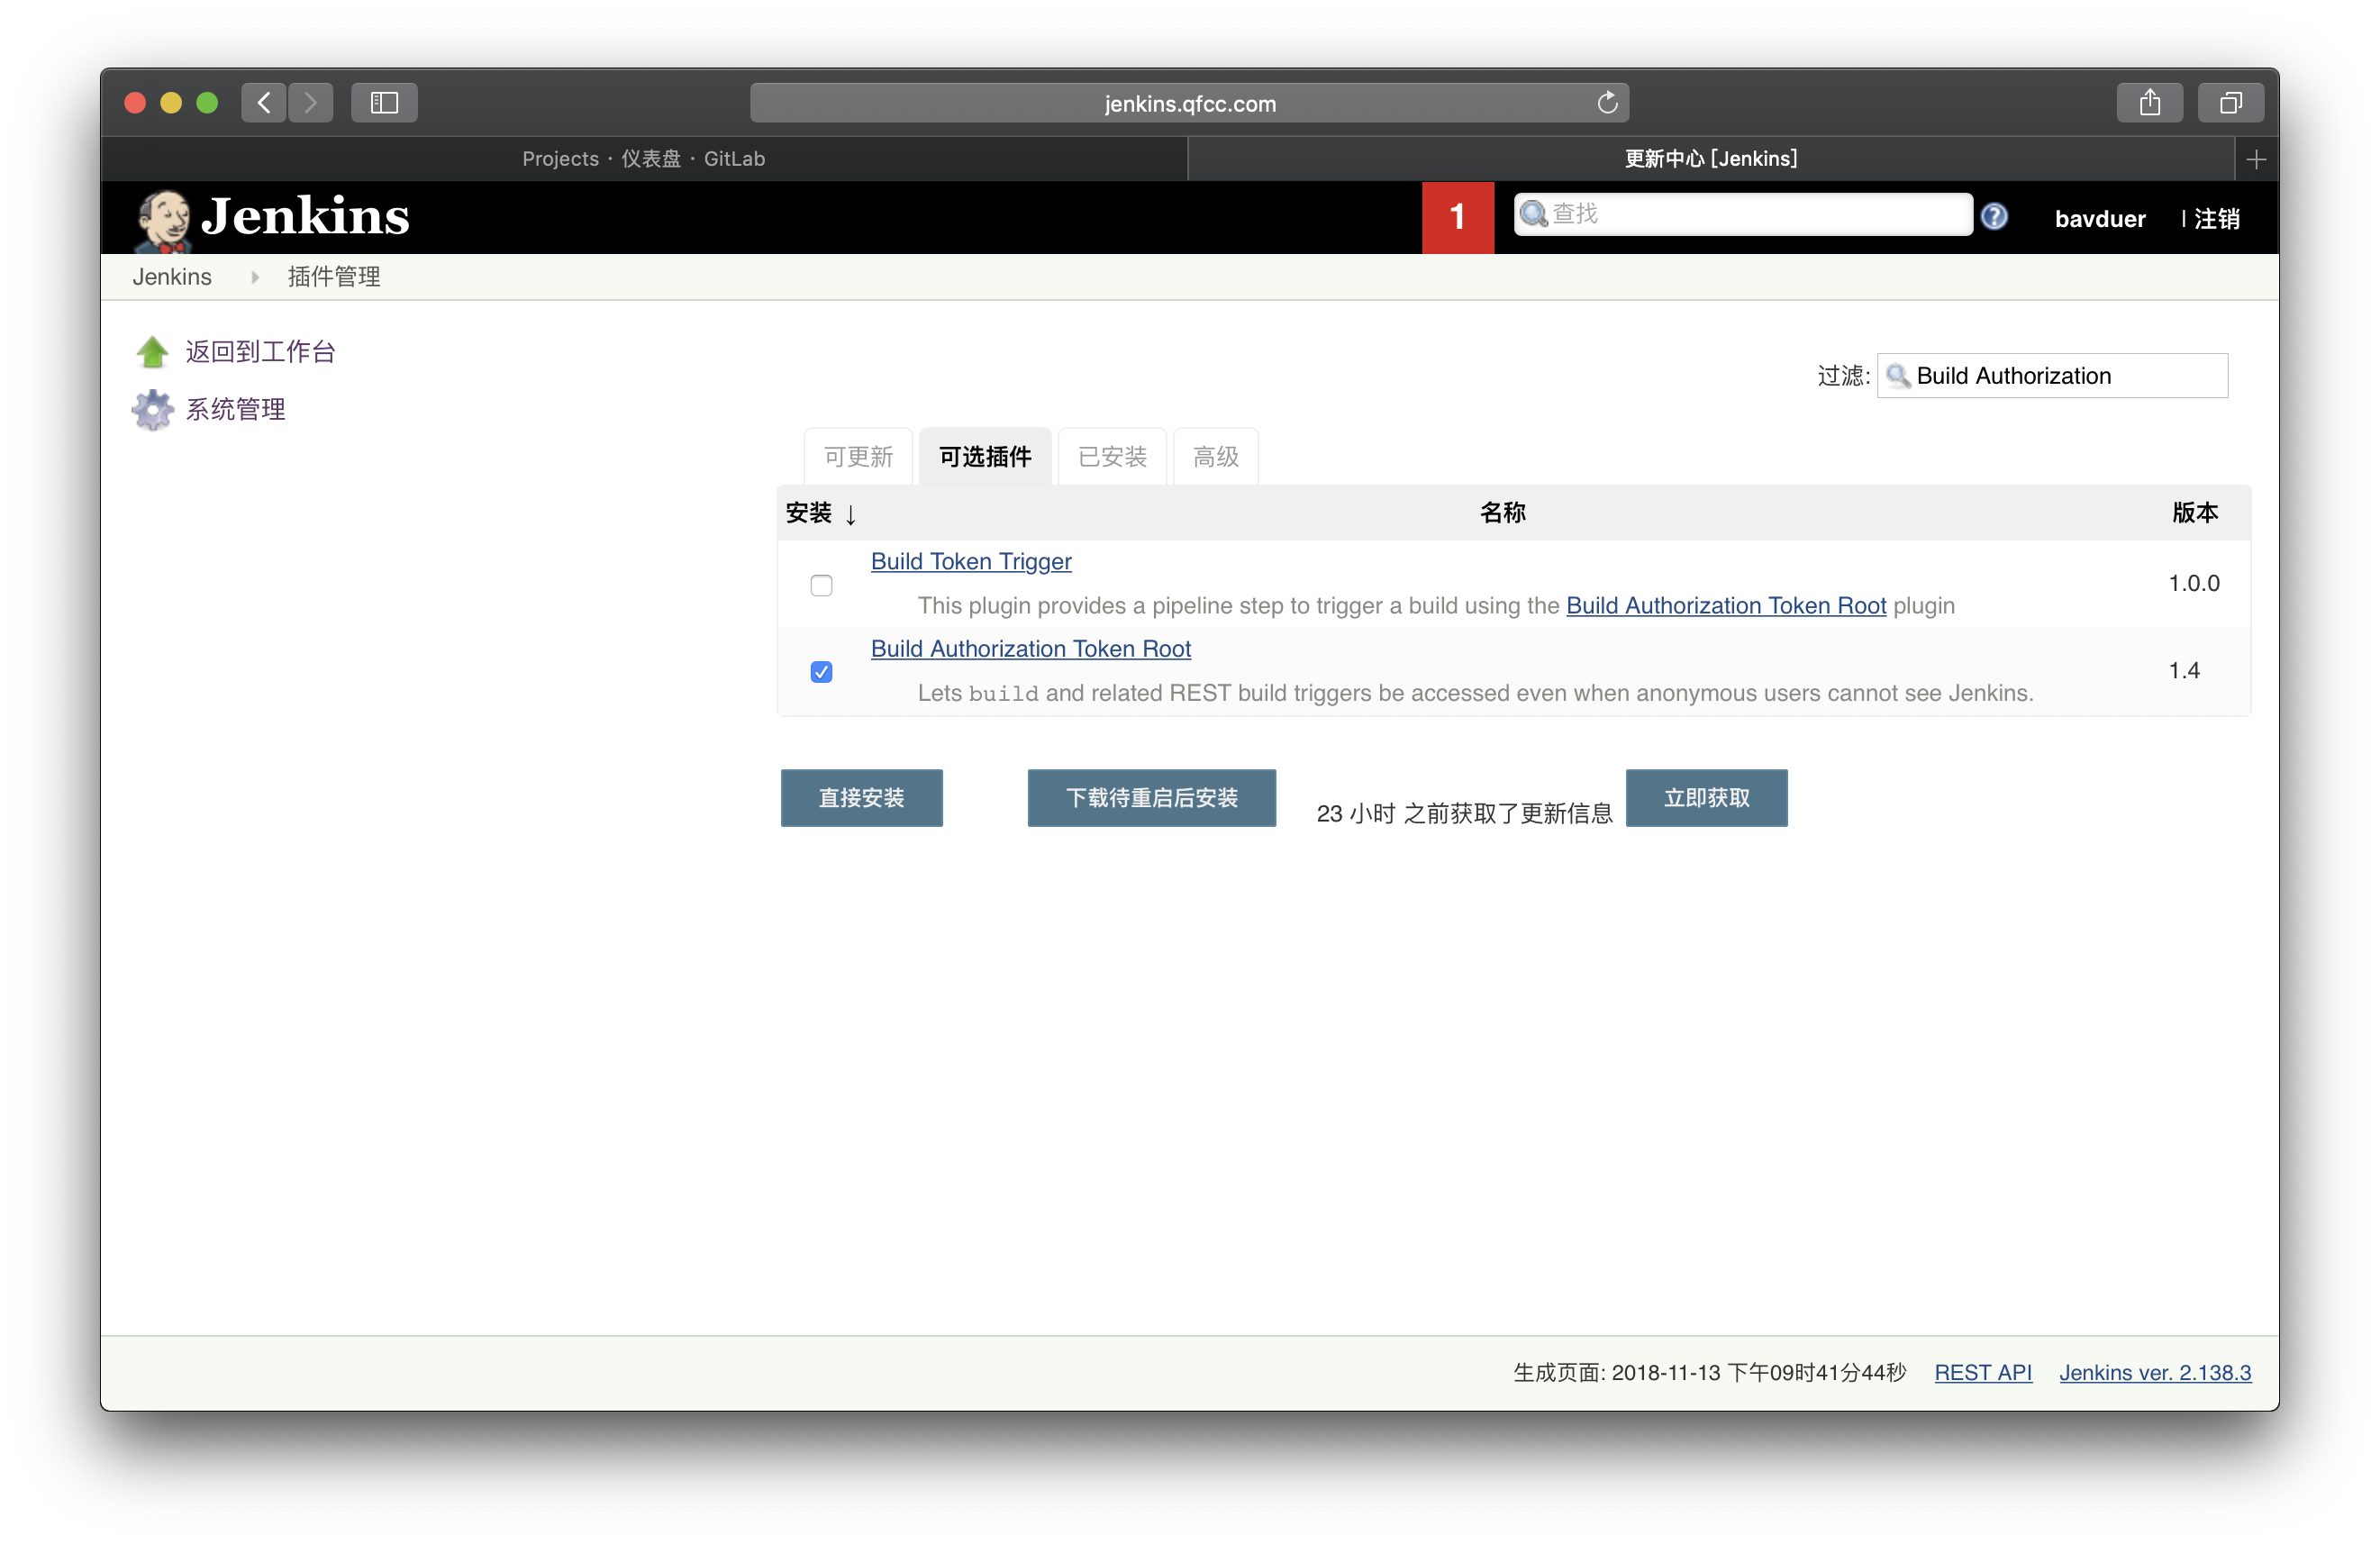 jenkins.qfcc.com
Projects · 仪表盘 · GitLab
更新中心 [Jenkins]
Jenkins
1
查找
bavduer
| 注销
Jenkins
插件管理
返回到工作台
系统管理
过滤: Build Authorization
可更新
可选插件
已安装
高级
安装 ↓
名称
版本
Build Token Trigger
This plugin provides a pipeline step to trigger a build using the Build Authorization Token Root plugin
1.0.0
Build Authorization Token Root
Lets build and related REST build triggers be accessed even when anonymous users cannot see Jenkins.
1.4
直接安装
下载待重启后安装
23 小时 之前获取了更新信息
立即获取
生成页面: 2018-11-13 下午09时41分44秒
REST API
Jenkins ver. 2.138.3